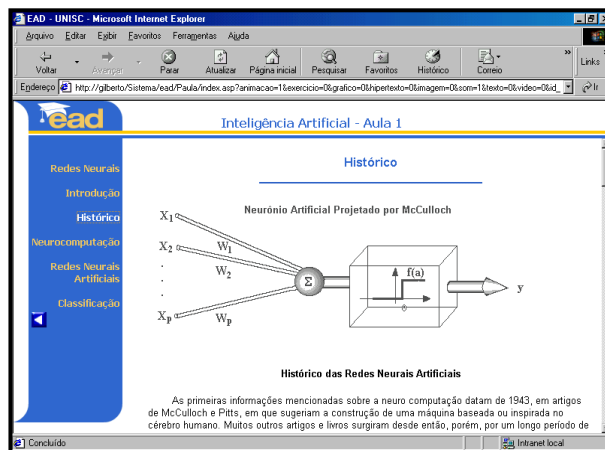 EAD - UNISC - Microsoft Internet Explorer
Arquivo Editar Exibir Favoritos Ferramentas Ajuda
Voltar Avançar Parar Atualizar Página inicial Pesquisar Favoritos Histórico Correio » Links »
Endereço http://gilberto/Sistema/ead/Paula/index.asp?animacao=1&exercicio=0&grafico=0&hipertexto=0&imagem=0&som=1&texto=0&video=0&id_ Ir
ead
Inteligência Artificial - Aula 1
Redes Neurais
Introdução
Histórico
Neurocomputação
Redes Neurais
Artificiais
Classificação
Histórico
Neurónio Artificial Projetado por McCulloch
X1
X2 W1
W2
Xp Wp
Σ
f(a)
θ
y
Histórico das Redes Neurais Artificiais
As primeiras informações mencionadas sobre a neuro computação datam de 1943, em artigos
de McCulloch e Pitts, em que sugeriam a construção de uma máquina baseada ou inspirada no
cérebro humano. Muitos outros artigos e livros surgiram desde então, porém, por um longo período de
Concluído Intranet local